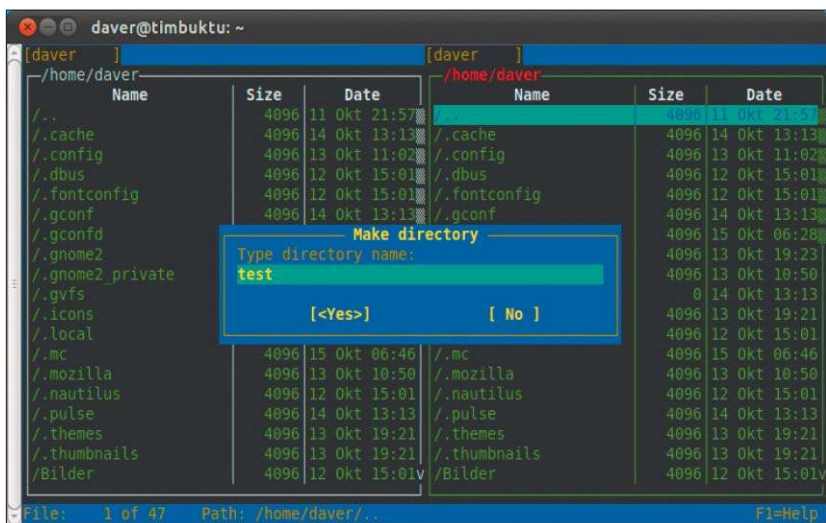 daver@timbuktu: ~
[daver ] [daver ]
/home/daver /home/daver
Name Size Date Name Size Date
/.. 4096 11 Okt 21:57 /.. 4096 11 Okt 21:57
/.cache 4096 14 Okt 13:13 /.cache 4096 14 Okt 13:13
/.config 4096 13 Okt 11:02 /.config 4096 13 Okt 11:02
/.dbus 4096 12 Okt 15:01 /.dbus 4096 12 Okt 15:01
/.fontconfig 4096 12 Okt 15:01 /.fontconfig 4096 12 Okt 15:01
/.gconf 4096 14 Okt 13:13 /.gconf 4096 14 Okt 13:13
/.gconfd Make directory 4096 15 Okt 06:28
/.gnome2 Type directory name: 4096 13 Okt 19:23
/.gnome2_private test 4096 13 Okt 10:50
/.gvfs 0 14 Okt 13:13
/.icons [<Yes>] [ No ] 4096 13 Okt 19:21
/.local 4096 12 Okt 15:01
/.mc 4096 15 Okt 06:46 /.mc 4096 15 Okt 06:46
/.mozilla 4096 13 Okt 10:50 /.mozilla 4096 13 Okt 10:50
/.nautilus 4096 12 Okt 15:01 /.nautilus 4096 12 Okt 15:01
/.pulse 4096 14 Okt 13:13 /.pulse 4096 14 Okt 13:13
/.themes 4096 13 Okt 19:21 /.themes 4096 13 Okt 19:21
/.thumbnails 4096 13 Okt 19:21 /.thumbnails 4096 13 Okt 19:21
/Bilder 4096 12 Okt 15:01v /Bilder 4096 12 Okt 15:01v
File: 1 of 47 Path: /home/daver/.. F1=Help